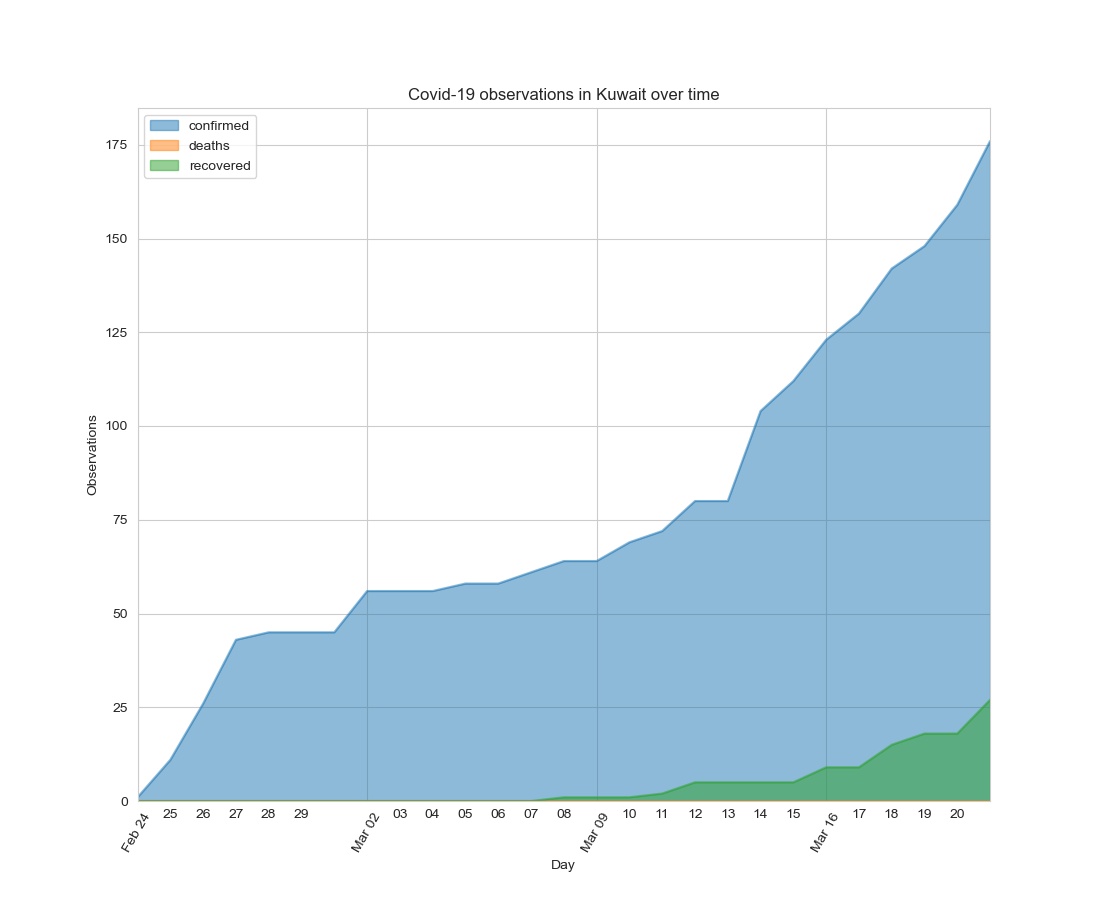 Covid-19 observations in Kuwait over time
confirmed
deaths
recovered
175
150
125
100
75
50
25
0
Observations
Feb 24 25 26 27 28 29 Mar 02 03 04 05 06 07 08 Mar 09 10 11 12 13 14 15 Mar 16 17 18 19 20
Day